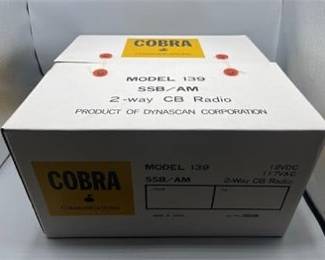 COBRA
MODEL 139
SSB/AM
2-way CB Radio
PRODUCT OF DYNASCAN CORPORATION
COBRA
MODEL 139
12VDC
117VAC
SSB/AM
2-Way CB Radio